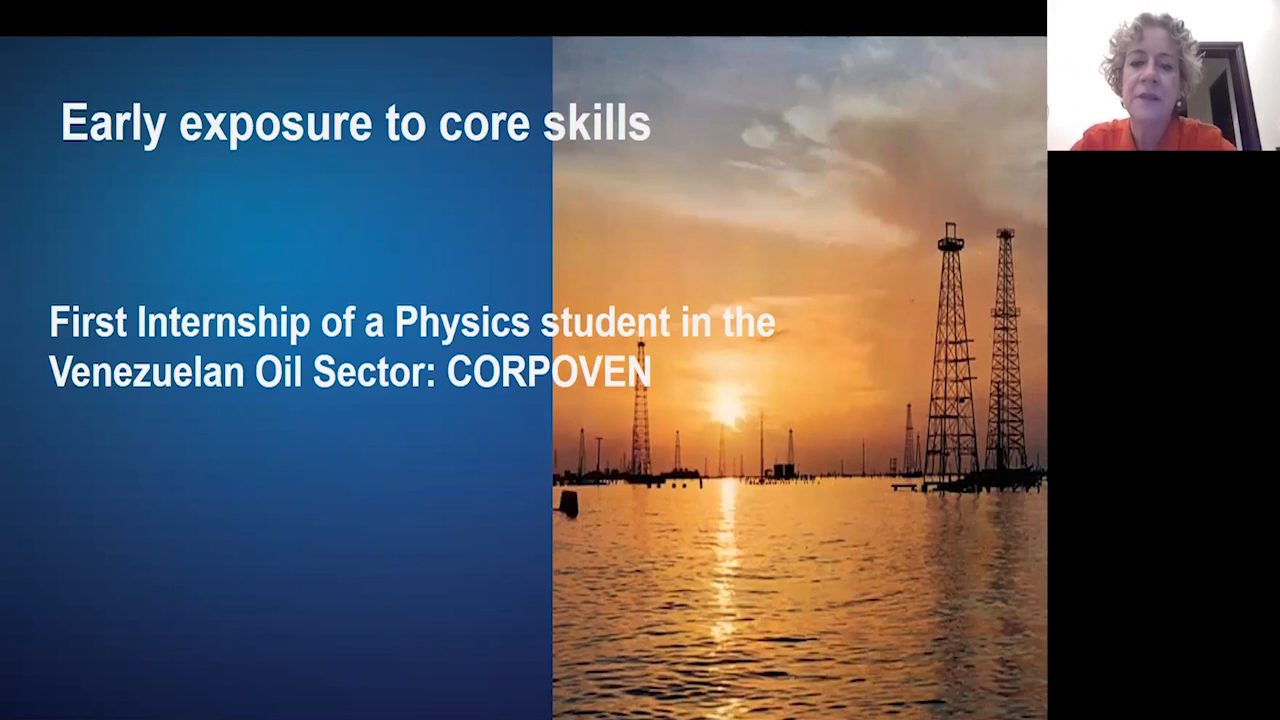 Early exposure to core skills
First Internship of a Physics student in the
Venezuelan Oil Sector: CORPOVEN